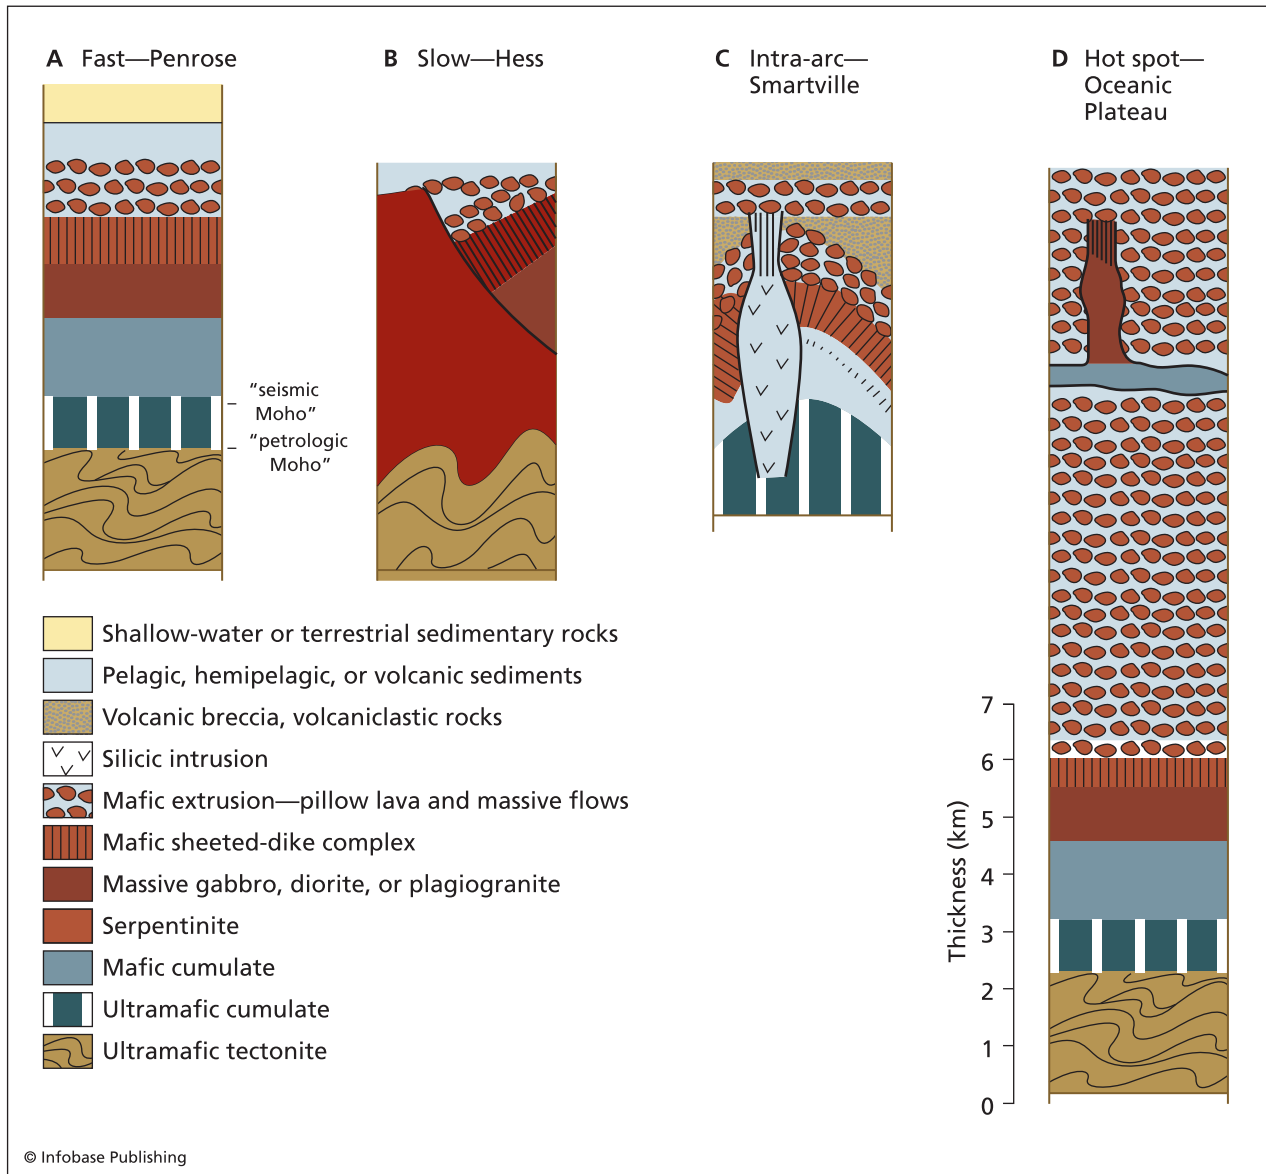 A Fast—Penrose
B Slow—Hess
C Intra-arc—
Smartville
D Hot spot—
Oceanic
Plateau
“seismic
Moho”
“petrologic
Moho”
Shallow-water or terrestrial sedimentary rocks
Pelagic, hemipelagic, or volcanic sediments
Volcanic breccia, volcaniclastic rocks
Silicic intrusion
Mafic extrusion—pillow lava and massive flows
Mafic sheeted-dike complex
Massive gabbro, diorite, or plagiogranite
Serpentinite
Mafic cumulate
Ultramafic cumulate
Ultramafic tectonite
Thickness (km)
7
6
5
4
3
2
1
0
© Infobase Publishing